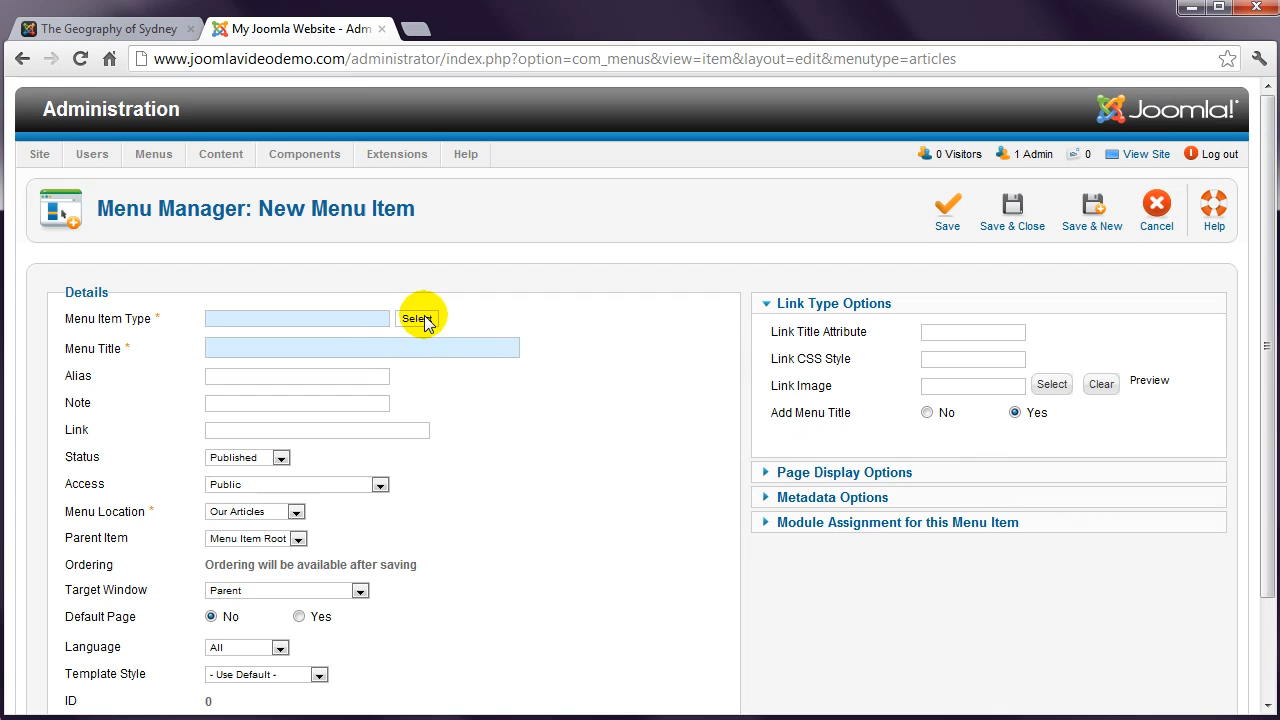 The Geography of Sydney
My Joomla Website - Adm
www.joomlavideodemo.com/administrator/index.php?option=com_menus&view=item&layout=edit&menutype=articles
Administration
Joomla!
Site Users Menus Content Components Extensions Help 0 Visitors 1 Admin 0 View Site Log out
Menu Manager: New Menu Item
Save Save & Close Save & New Cancel Help
Details
Menu Item Type * Select
Menu Title *
Alias
Note
Link
Status Published
Access Public
Menu Location * Our Articles
Parent Item Menu Item Root
Ordering Ordering will be available after saving
Target Window Parent
Default Page No Yes
Language All
Template Style - Use Default -
ID 0
Link Type Options
Link Title Attribute
Link CSS Style
Link Image Select Clear Preview
Add Menu Title No Yes
Page Display Options
Metadata Options
Module Assignment for this Menu Item